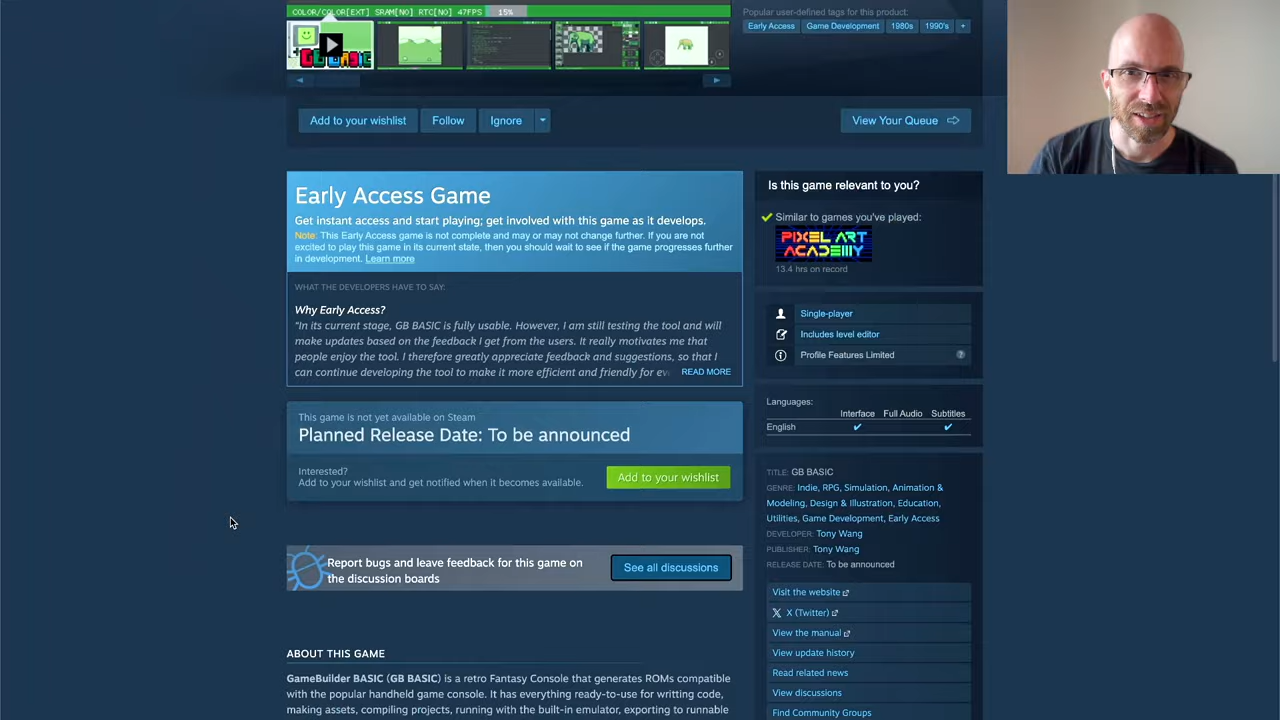 COLOR/COLOR[EXT] SRAM[NO] RTC[NO] 47FPS 15%
GB BASIC
Popular user-defined tags for this product:
Early Access Game Development 1980s 1990's +
Add to your wishlist Follow Ignore View Your Queue
Early Access Game
Get instant access and start playing; get involved with this game as it develops.
Note: This Early Access game is not complete and may or may not change further. If you are
not excited to play this game in its current state, then you should wait to see if the game progresses further
in development. Learn more
WHAT THE DEVELOPERS HAVE TO SAY:
Why Early Access?
"In its current stage, GB BASIC is fully usable. However, I am still testing the tool and will
make updates based on the feedback I get from the users. It really motivates me that
people enjoy the tool. I therefore greatly appreciate feedback and suggestions, so that I
can continue developing the tool to make it more efficient and friendly for READ MORE
This game is not yet available on Steam
Planned Release Date: To be announced
Interested?
Add to your wishlist and get notified when it becomes available.
Add to your wishlist
Report bugs and leave feedback for this game on
the discussion boards
See all discussions
ABOUT THIS GAME
GameBuilder BASIC (GB BASIC) is a retro Fantasy Console that generates ROMs compatible
with the popular handheld game console. It has everything ready-to-use for writting code,
making assets, compiling projects, running with the built-in emulator, exporting to runnable
Is this game relevant to you?
Similar to games you've played:
PIXEL ART
ACADEMY
13.4 hrs on record
Single-player
Includes level editor
Profile Features Limited ?
Languages:
Interface Full Audio Subtitles
English ✔ ✔
TITLE: GB BASIC
GENRE: Indie, RPG, Simulation, Animation &
Modeling, Design & Illustration, Education,
Utilities, Game Development, Early Access
DEVELOPER: Tony Wang
PUBLISHER: Tony Wang
RELEASE DATE: To be announced
Visit the website
X (Twitter)
View the manual
View update history
Read related news
View discussions
Find Community Groups